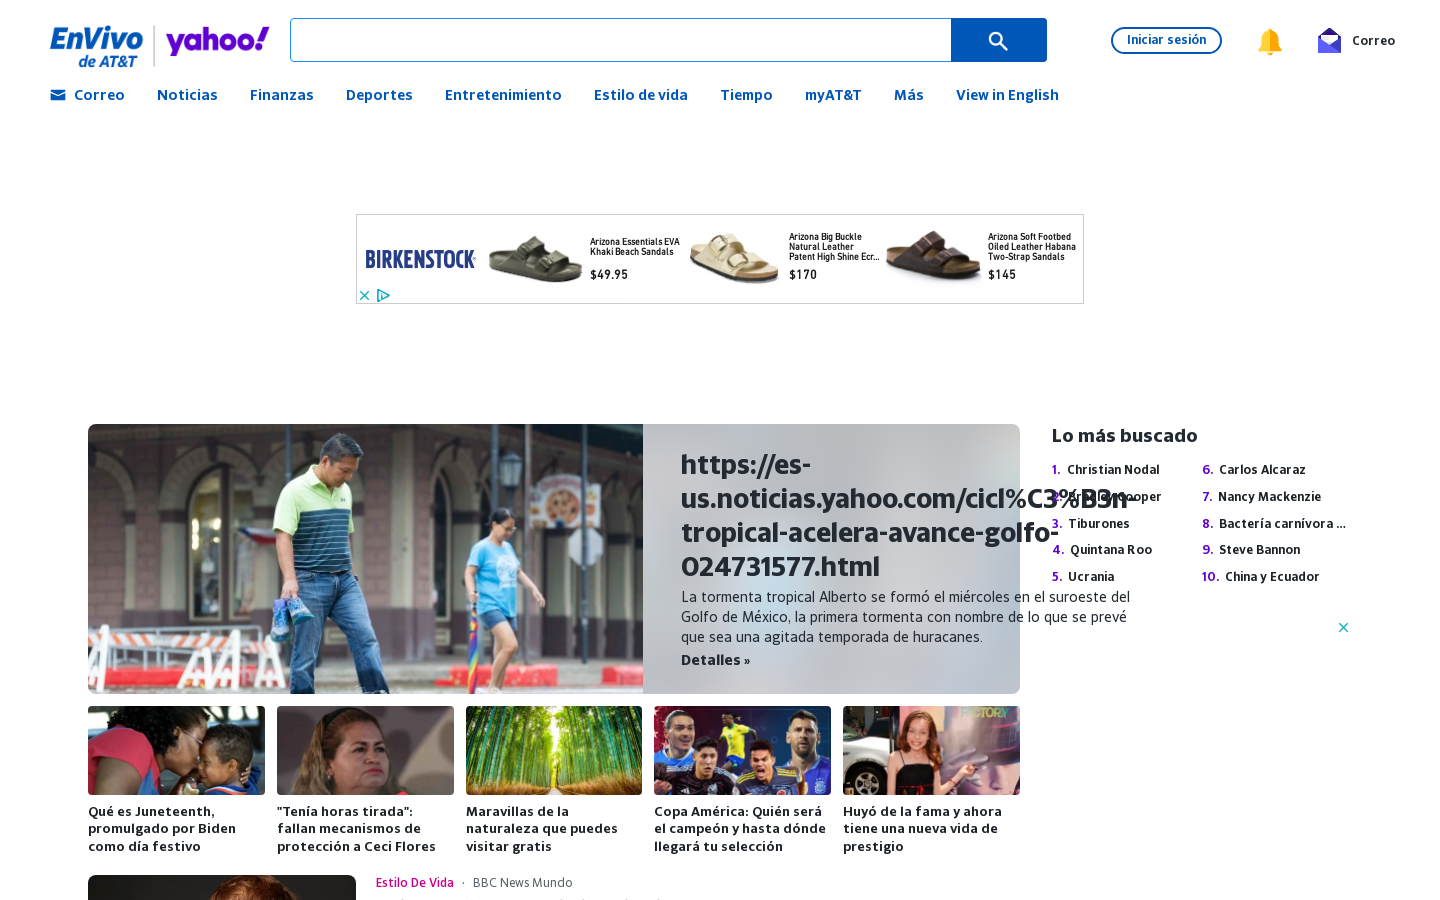 EnVivo
de AT&T
yahoo!
Iniciar sesión
Correo
Correo
Noticias
Finanzas
Deportes
Entretenimiento
Estilo de vida
Tiempo
myAT&T
Más
View in English
BIRKENSTOCK
Arizona Essentials EVA
Khaki Beach Sandals
$49.95
Arizona Big Buckle
Natural Leather
Patent High Shine Ecr...
$170
Arizona Soft Footbed
Oiled Leather Habana
Two-Strap Sandals
$145
https://es-
us.noticias.yahoo.com/cicl%C3%B3n-
tropical-acelera-avance-golfo-
024731577.html
La tormenta tropical Alberto se formó el miércoles en el suroeste del
Golfo de México, la primera tormenta con nombre de lo que se prevé
que sea una agitada temporada de huracanes.
Detalles »
Lo más buscado
1. Christian Nodal
2. Bradley Cooper
3. Tiburones
4. Quintana Roo
5. Ucrania
6. Carlos Alcaraz
7. Nancy Mackenzie
8. Bacteria carnívora ...
9. Steve Bannon
10. China y Ecuador
Qué es Juneteenth,
promulgado por Biden
como día festivo
"Tenía horas tirada":
fallan mecanismos de
protección a Ceci Flores
Maravillas de la
naturaleza que puedes
visitar gratis
Copa América: Quién será
el campeón y hasta dónde
llegará tu selección
FACTORY
Huyó de la fama y ahora
tiene una nueva vida de
prestigio
Estilo De Vida · BBC News Mundo